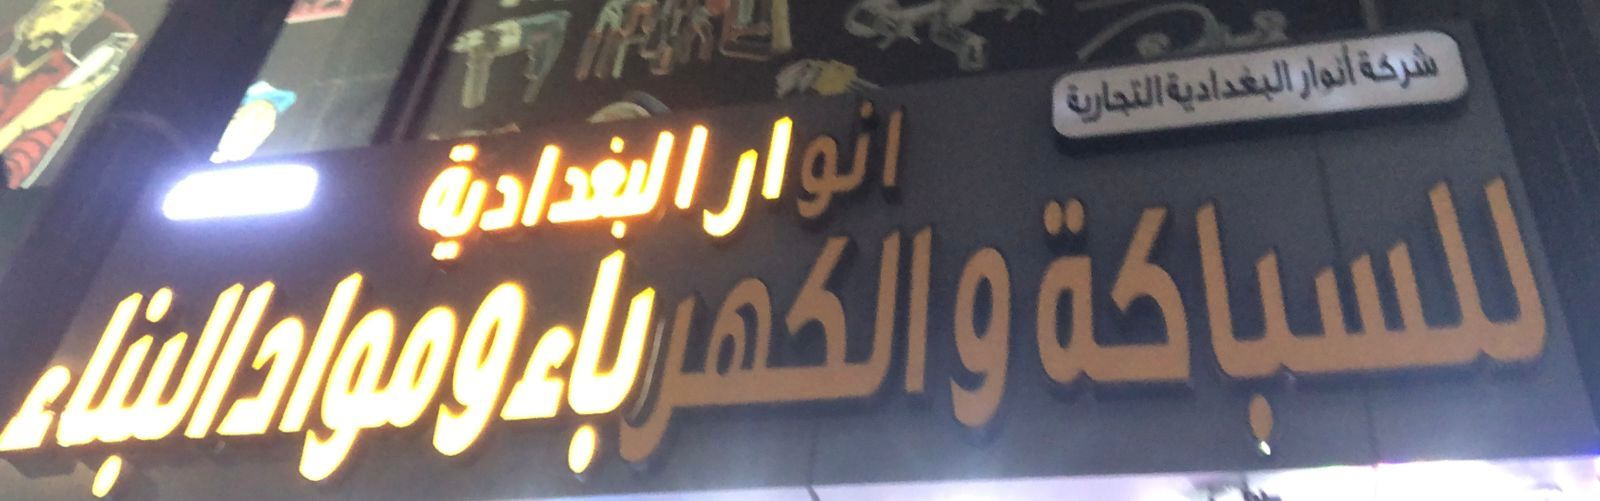 شركة أنوار البغدادية التجارية
انوار البغدادية
للسباكة والكهرباء ومواد البناء